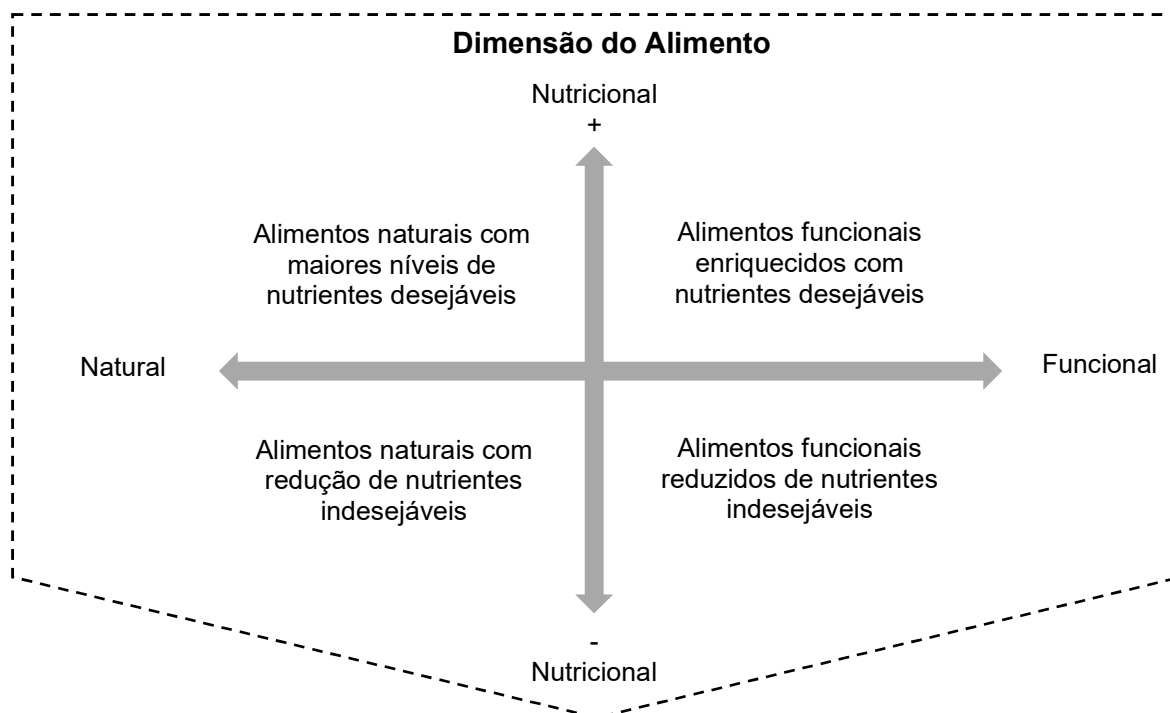 Dimensão do Alimento
Nutricional
+
Alimentos naturais com
maiores níveis de
nutrientes desejáveis
Alimentos funcionais
enriquecidos com
nutrientes desejáveis
Natural
Funcional
Alimentos naturais com
redução de nutrientes
indesejáveis
Alimentos funcionais
reduzidos de nutrientes
indesejáveis
-
Nutricional